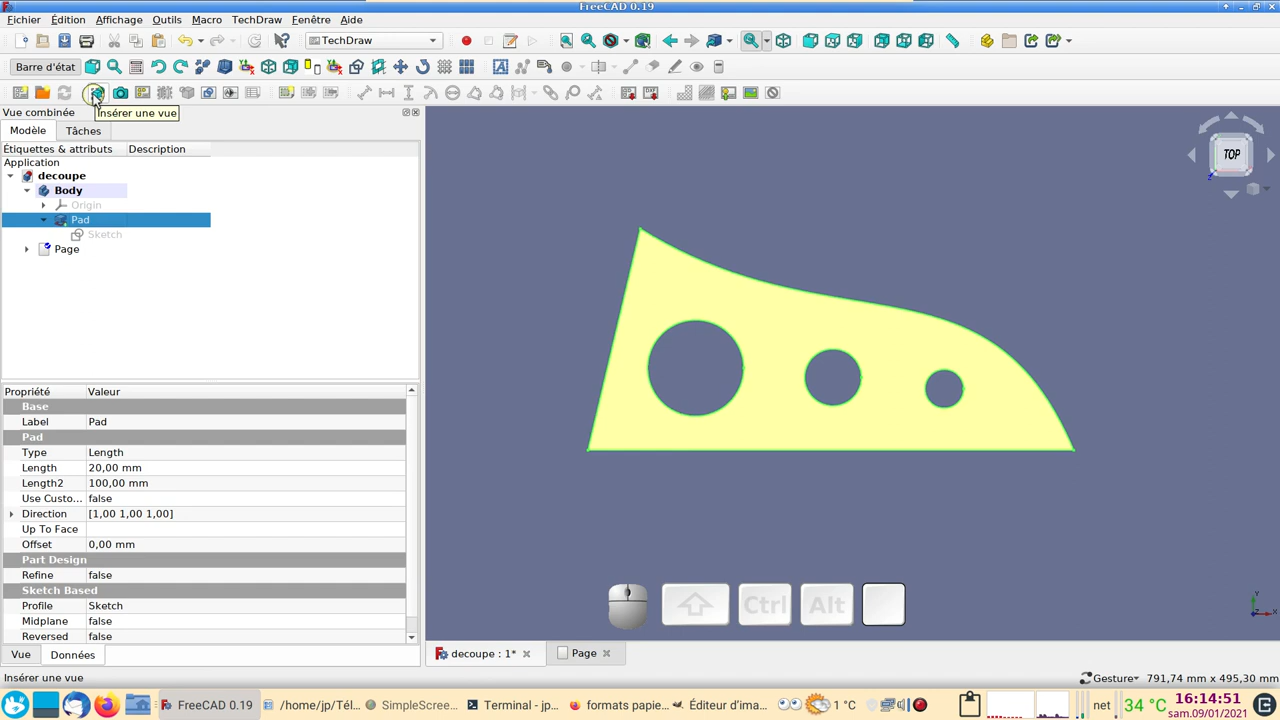 FreeCAD 0.19
Fichier Édition Affichage Outils Macro TechDraw Fenêtre Aide
TechDraw
Barre d'état
Insérer une vue
Vue combinée
Modèle Tâches
Étiquettes & attributs Description
Application
decoupe
Body
Origin
Pad
Sketch
Page
TOP
Propriété Valeur
Base
Label Pad
Pad
Type Length
Length 20,00 mm
Length2 100,00 mm
Use Custo... false
Direction [1,00 1,00 1,00]
Up To Face
Offset 0,00 mm
Part Design
Refine false
Sketch Based
Profile Sketch
Midplane false
Reversed false
Ctrl Alt
Vue Données
decoupe : 1* Page
Insérer une vue
Gesture 791,74 mm x 495,30 mm
FreeCAD 0.19 /home/jp/Tél... SimpleScree... Terminal - jp... formats papie... Éditeur d'ima... 1 °C net 34 °C 16:14:51
sam.09/01/2021